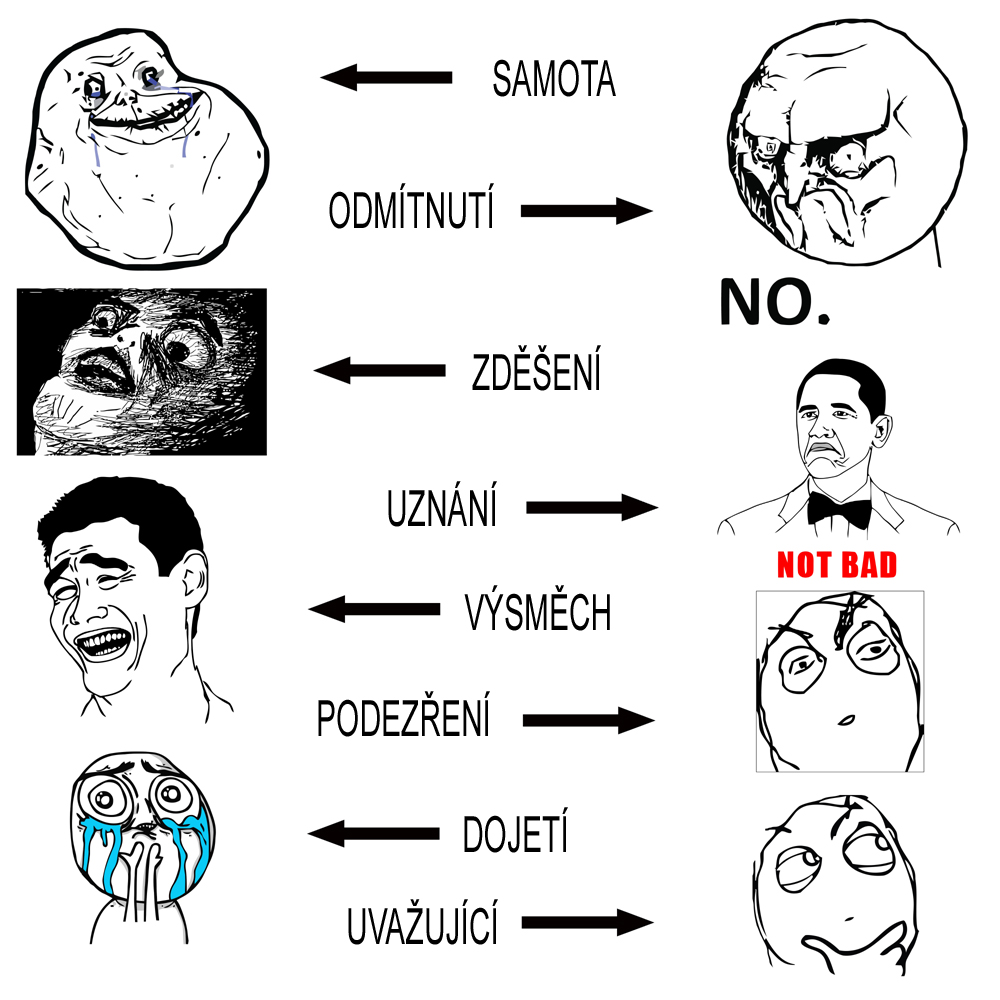 SAMOTA
ODMÍTNUTÍ
NO.
ZDĚŠENÍ
UZNÁNÍ
NOT BAD
VÝSMĚCH
PODEZŘENÍ
DOJETÍ
UVAŽUJÍCÍ